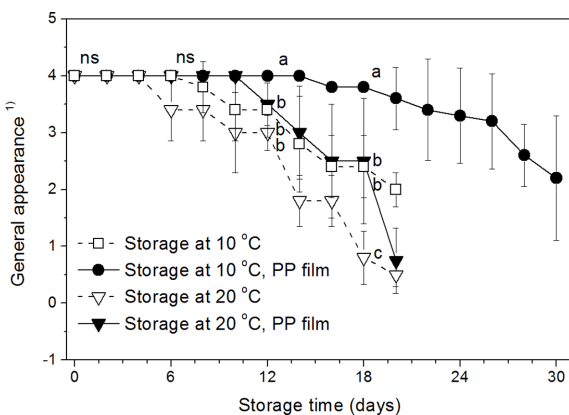 5
4
3
2
1
0
-1
General appearance ¹⁾
ns ns a a
b
b
b
b
b
c
Storage at 10 °C
Storage at 10 °C, PP film
Storage at 20 °C
Storage at 20 °C, PP film
0 6 12 18 24 30
Storage time (days)